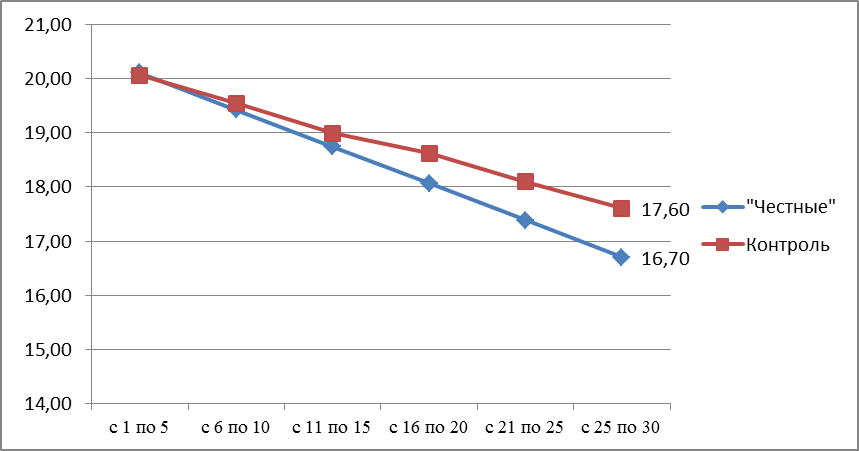 21,00
20,00
19,00
18,00
17,00
16,00
15,00
14,00
17,60
16,70
"Честные"
Контроль
с 1 по 5
с 6 по 10
с 11 по 15
с 16 по 20
с 21 по 25
с 25 по 30